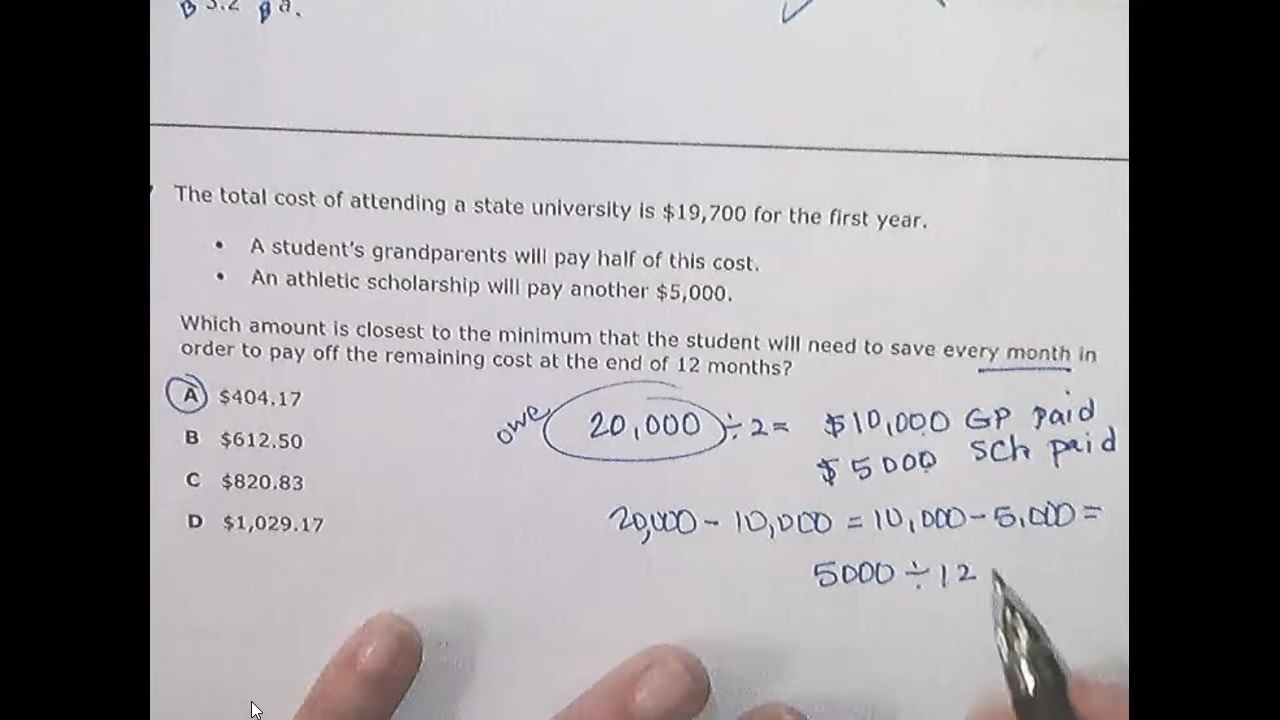 B 3.2 B a.
The total cost of attending a state university is $19,700 for the first year.
• A student's grandparents will pay half of this cost.
• An athletic scholarship will pay another $5,000.
Which amount is closest to the minimum that the student will need to save every month in
order to pay off the remaining cost at the end of 12 months?
A $404.17
B $612.50
C $820.83
D $1,029.17
owe 20,000 ÷ 2 = $10,000 GP paid
$5000 Sch paid
20,000 - 10,000 = 10,000 - 5,000 =
5000 ÷ 12